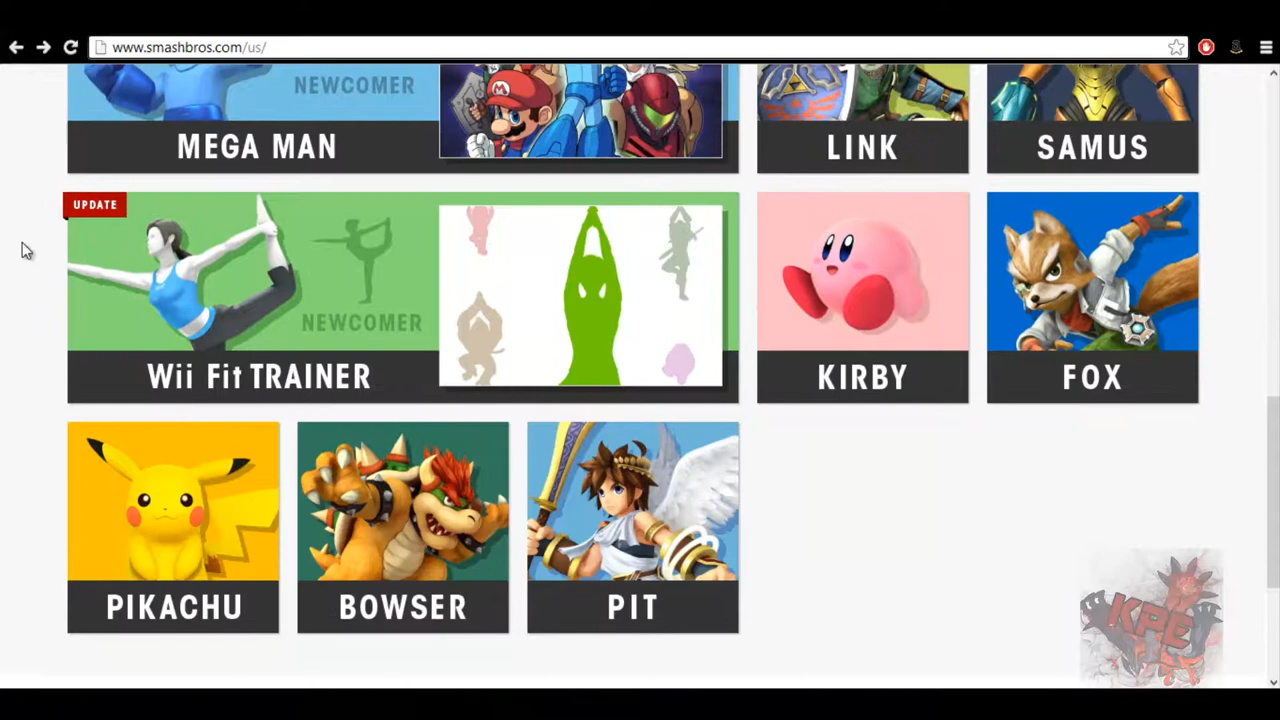 www.smashbros.com/us/
NEWCOMER
MEGA MAN
LINK
SAMUS
UPDATE
NEWCOMER
Wii Fit TRAINER
KIRBY
FOX
PIKACHU
BOWSER
PIT
KPE